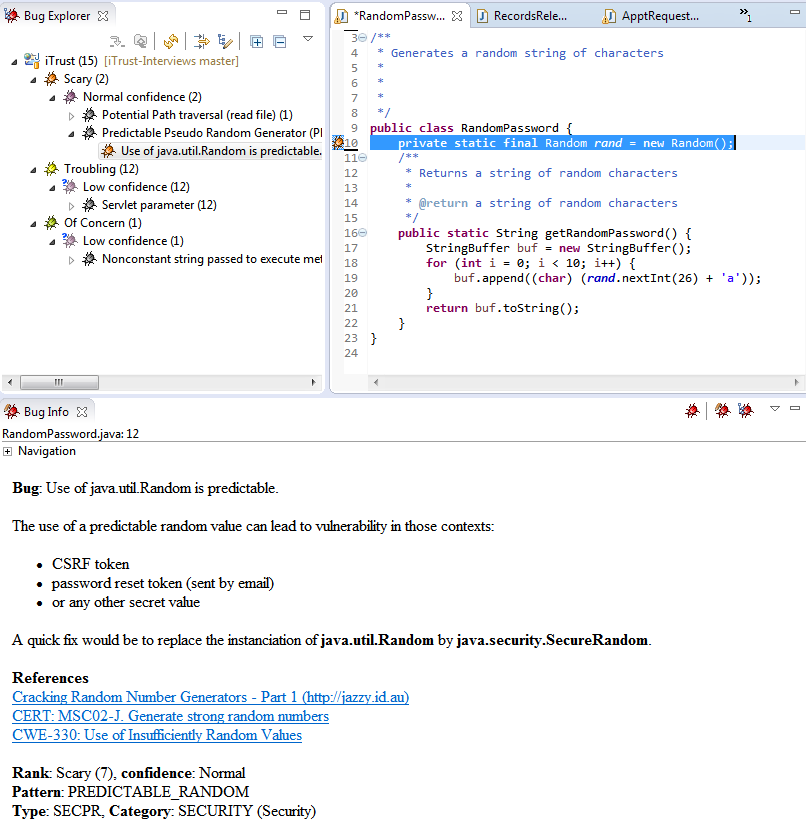 Bug Explorer
iTrust (15) [iTrust-Interviews master]
Scary (2)
Normal confidence (2)
Potential Path traversal (read file) (1)
Predictable Pseudo Random Generator (PI
Use of java.util.Random is predictable.
Troubling (12)
Low confidence (12)
Servlet parameter (12)
Of Concern (1)
Low confidence (1)
Nonconstant string passed to execute met
*RandomPassw... RecordsRele... ApptRequest... »1
3 /**
4 * Generates a random string of characters
5 *
6 *
7 *
8 */
9 public class RandomPassword {
10 private static final Random rand = new Random();
11 /**
12 * Returns a string of random characters
13 *
14 * @return a string of random characters
15 */
16 public static String getRandomPassword() {
17 StringBuffer buf = new StringBuffer();
18 for (int i = 0; i < 10; i++) {
19 buf.append((char) (rand.nextInt(26) + 'a'));
20 }
21 return buf.toString();
22 }
23 }
24
Bug Info
RandomPassword.java: 12
Navigation
Bug: Use of java.util.Random is predictable.
The use of a predictable random value can lead to vulnerability in those contexts:
• CSRF token
• password reset token (sent by email)
• or any other secret value
A quick fix would be to replace the instanciation of java.util.Random by java.security.SecureRandom.
References
Cracking Random Number Generators - Part 1 (http://jazzy.id.au)
CERT: MSC02-J. Generate strong random numbers
CWE-330: Use of Insufficiently Random Values
Rank: Scary (7), confidence: Normal
Pattern: PREDICTABLE_RANDOM
Type: SECPR, Category: SECURITY (Security)